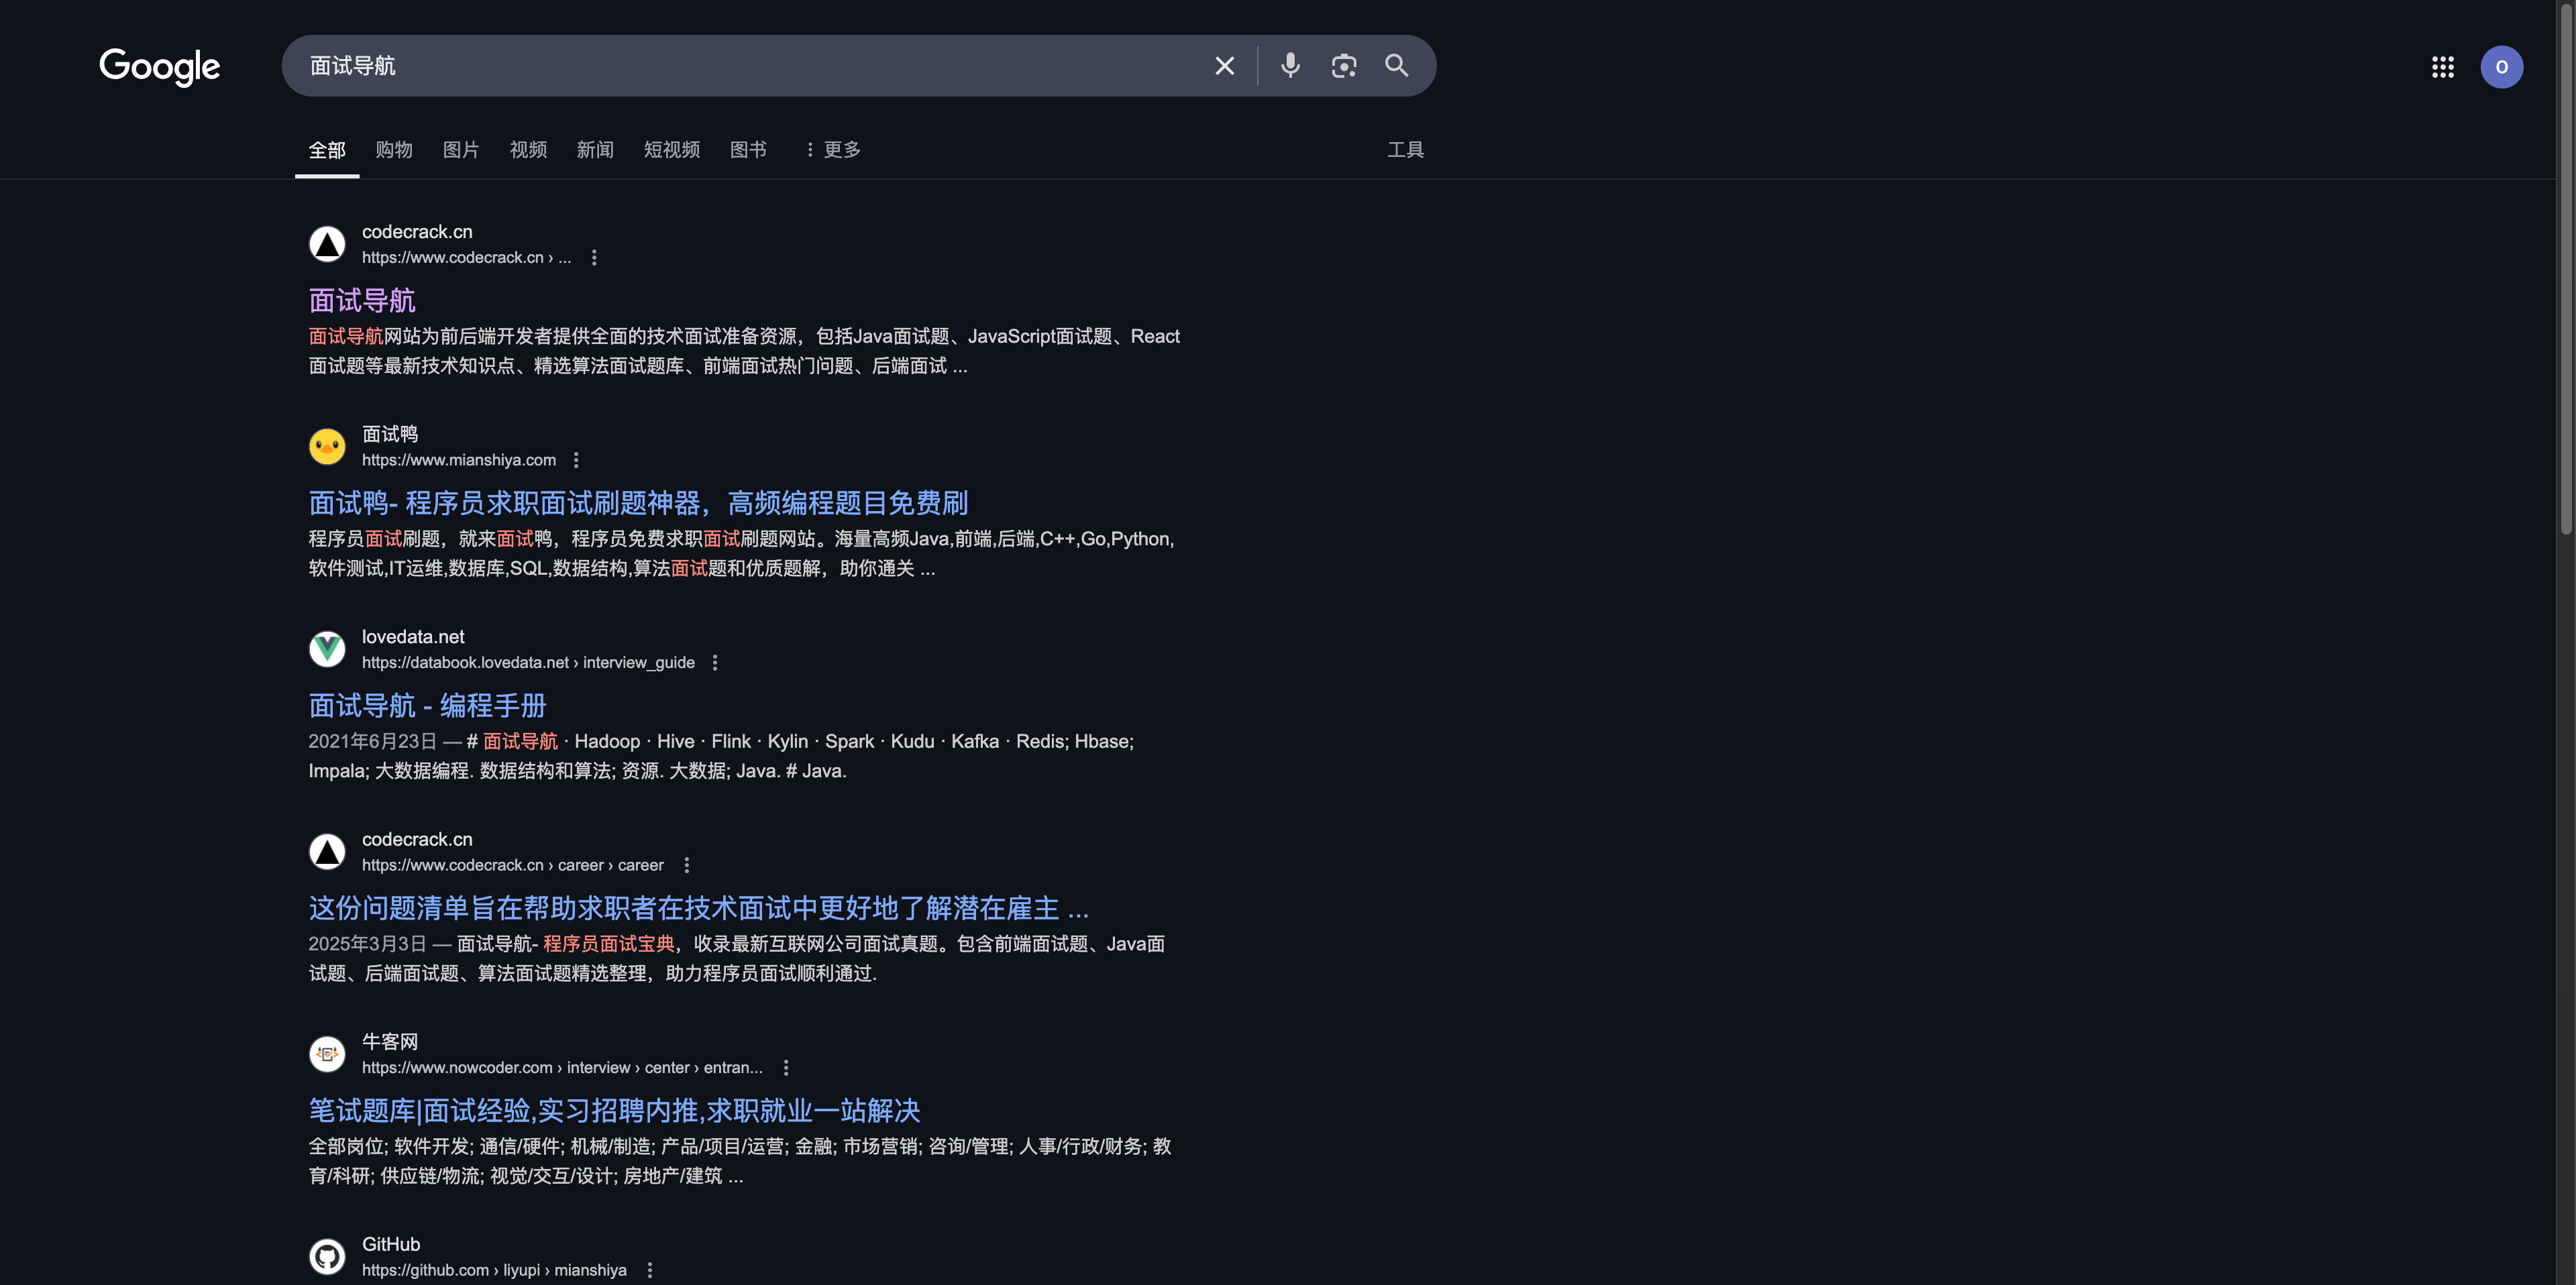 Google
面试导航
O
全部 购物 图片 视频 新闻 短视频 图书 更多 工具
codecrack.cn
https://www.codecrack.cn › ...
面试导航
面试导航网站为前后端开发者提供全面的技术面试准备资源，包括Java面试题、JavaScript面试题、React
面试题等最新技术知识点、精选算法面试题库、前端面试热门问题、后端面试 ...
面试鸭
https://www.mianshiya.com
面试鸭- 程序员求职面试刷题神器，高频编程题目免费刷
程序员面试刷题，就来面试鸭，程序员免费求职面试刷题网站。海量高频Java,前端,后端,C++,Go,Python,
软件测试,IT运维,数据库,SQL,数据结构,算法面试题和优质题解，助你通关 ...
lovedata.net
https://databook.lovedata.net › interview_guide
面试导航 - 编程手册
2021年6月23日 — # 面试导航 · Hadoop · Hive · Flink · Kylin · Spark · Kudu · Kafka · Redis; Hbase;
Impala; 大数据编程. 数据结构和算法; 资源. 大数据; Java. # Java.
codecrack.cn
https://www.codecrack.cn › career › career
这份问题清单旨在帮助求职者在技术面试中更好地了解潜在雇主 ...
2025年3月3日 — 面试导航- 程序员面试宝典，收录最新互联网公司面试真题。包含前端面试题、Java面
试题、后端面试题、算法面试题精选整理，助力程序员面试顺利通过.
牛客网
https://www.nowcoder.com › interview › center › entran...
笔试题库|面试经验,实习招聘内推,求职就业一站解决
全部岗位; 软件开发; 通信/硬件; 机械/制造; 产品/项目/运营; 金融; 市场营销; 咨询/管理; 人事/行政/财务; 教
育/科研; 供应链/物流; 视觉/交互/设计; 房地产/建筑 ...
GitHub
https://github.com › liyupi › mianshiya